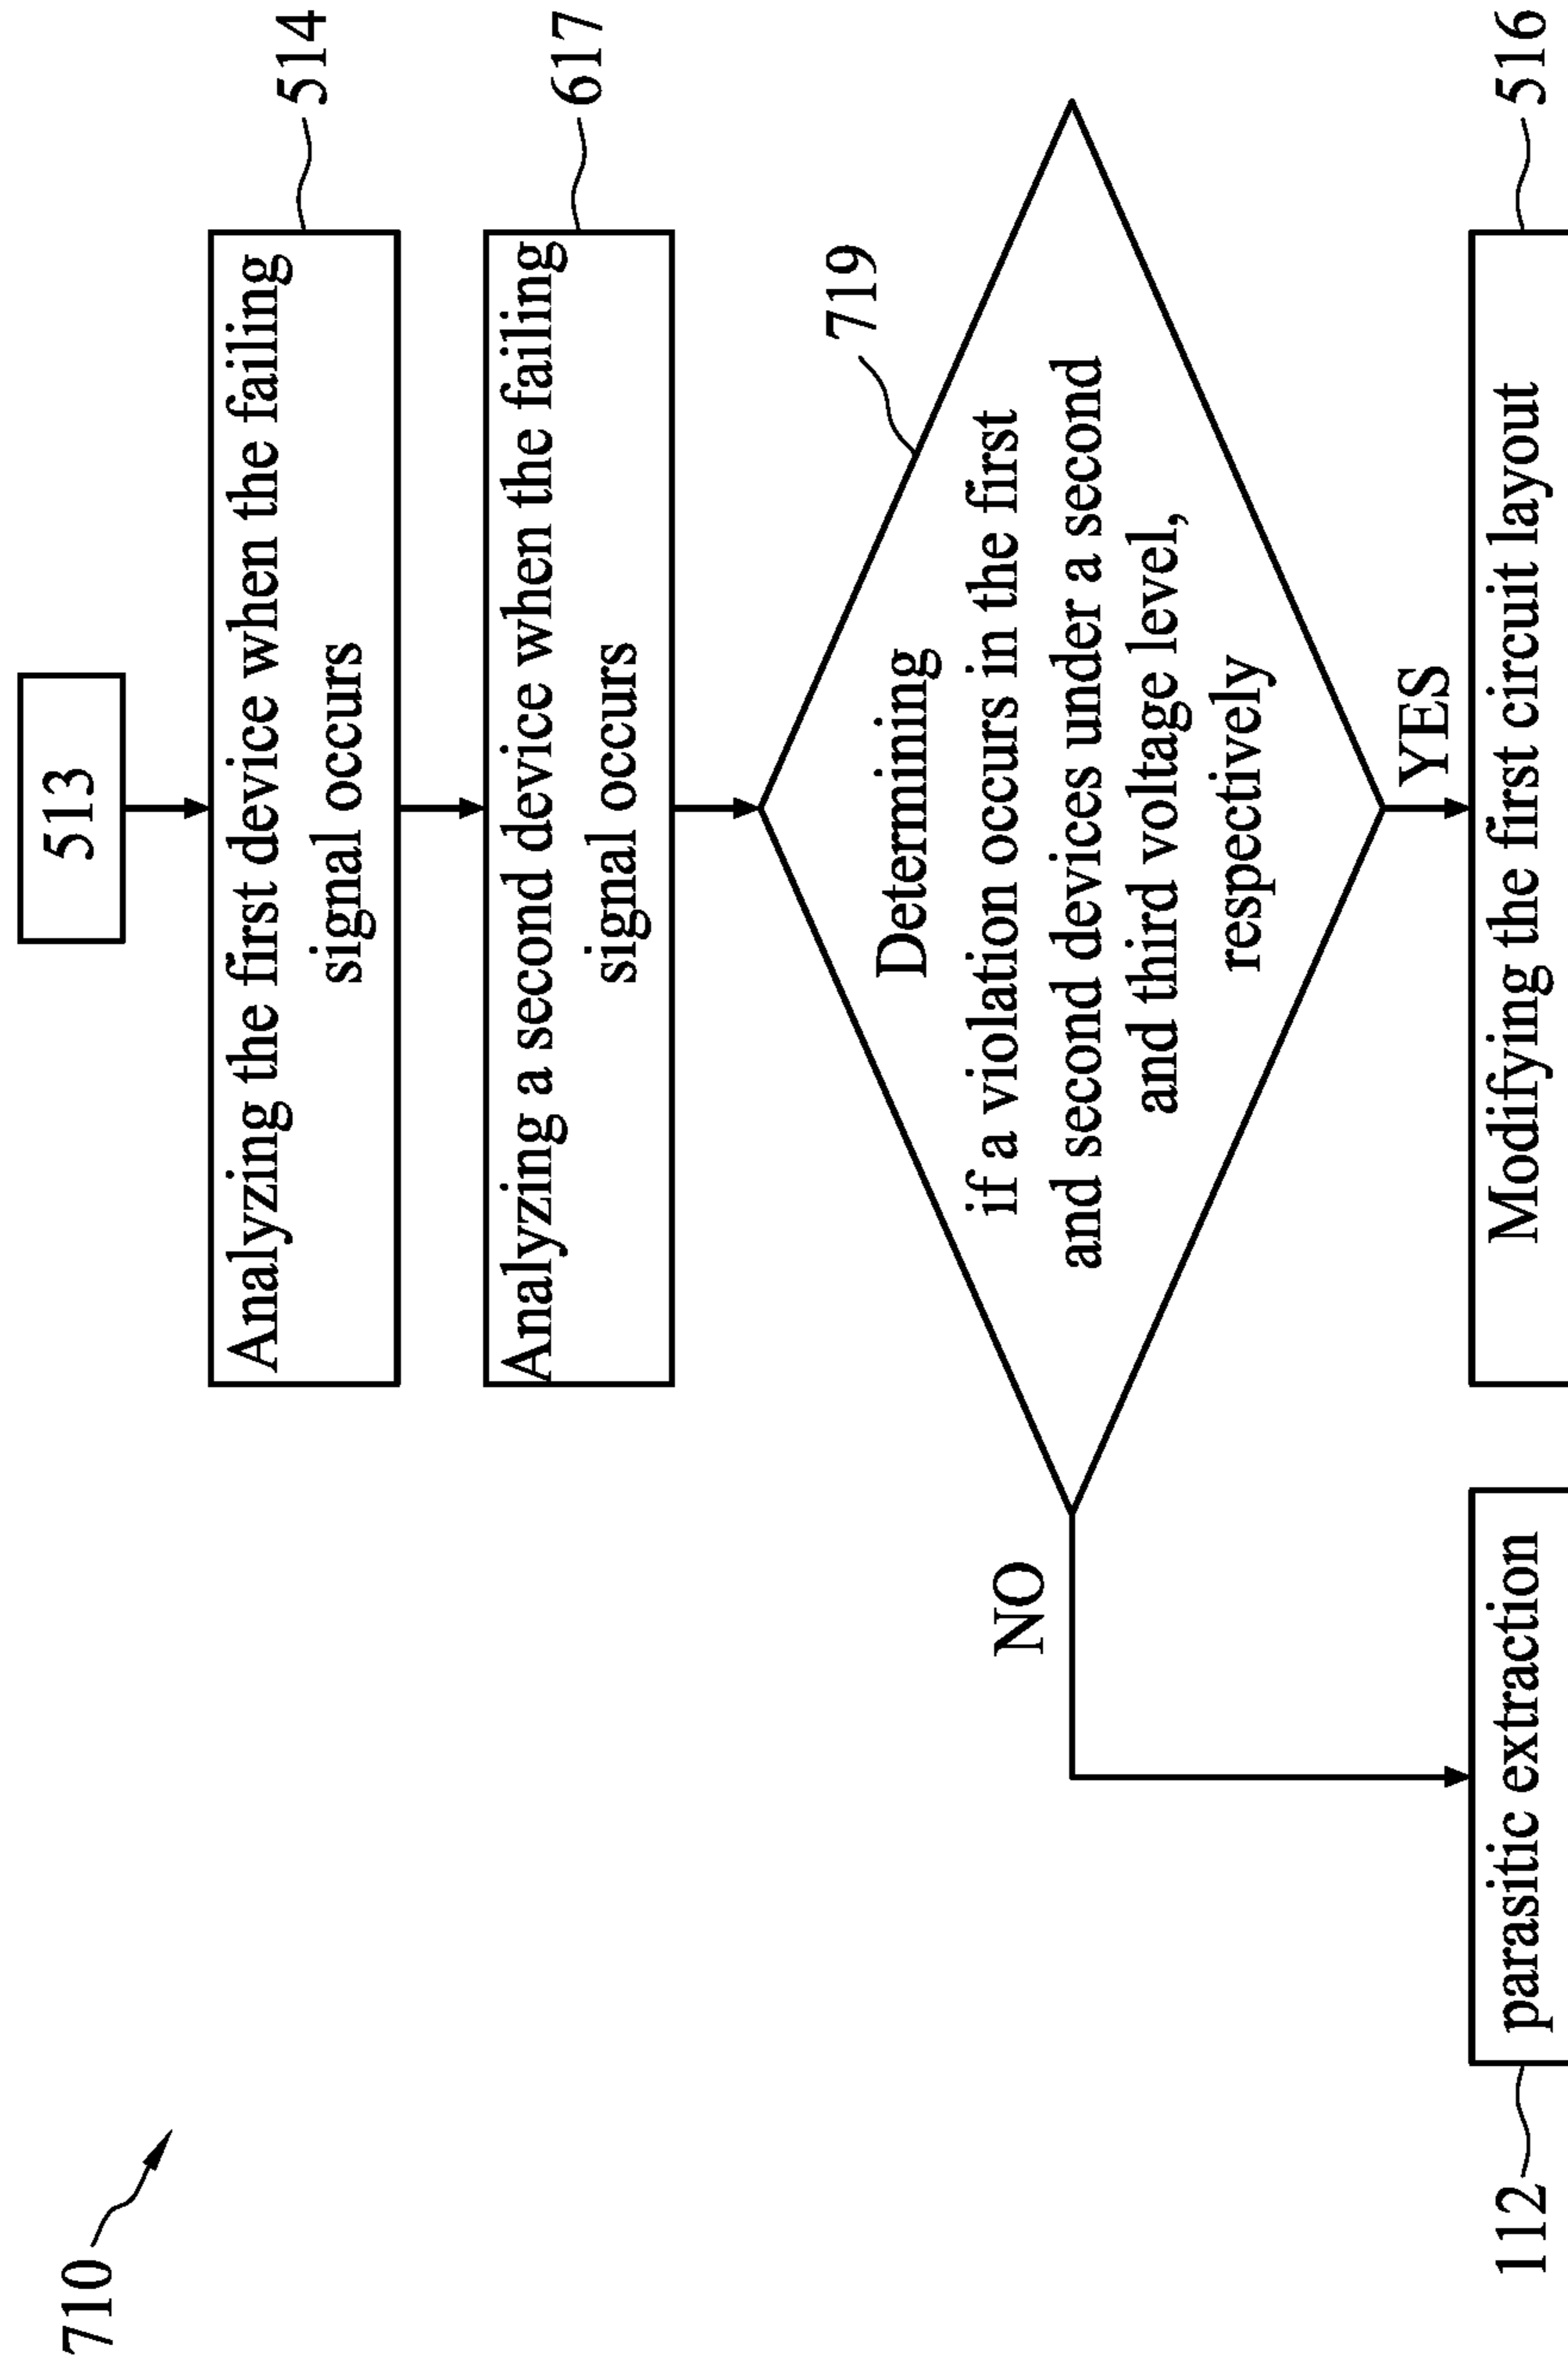 710
513
Analyzing the first device when the failing
signal occurs
514
Analyzing a second device when the failing
signal occurs
617
719
Determining
if a violation occurs in the first
and second devices under a second
and third voltage level,
respectively
NO
YES
112
parasitic extraction
Modifying the first circuit layout
516